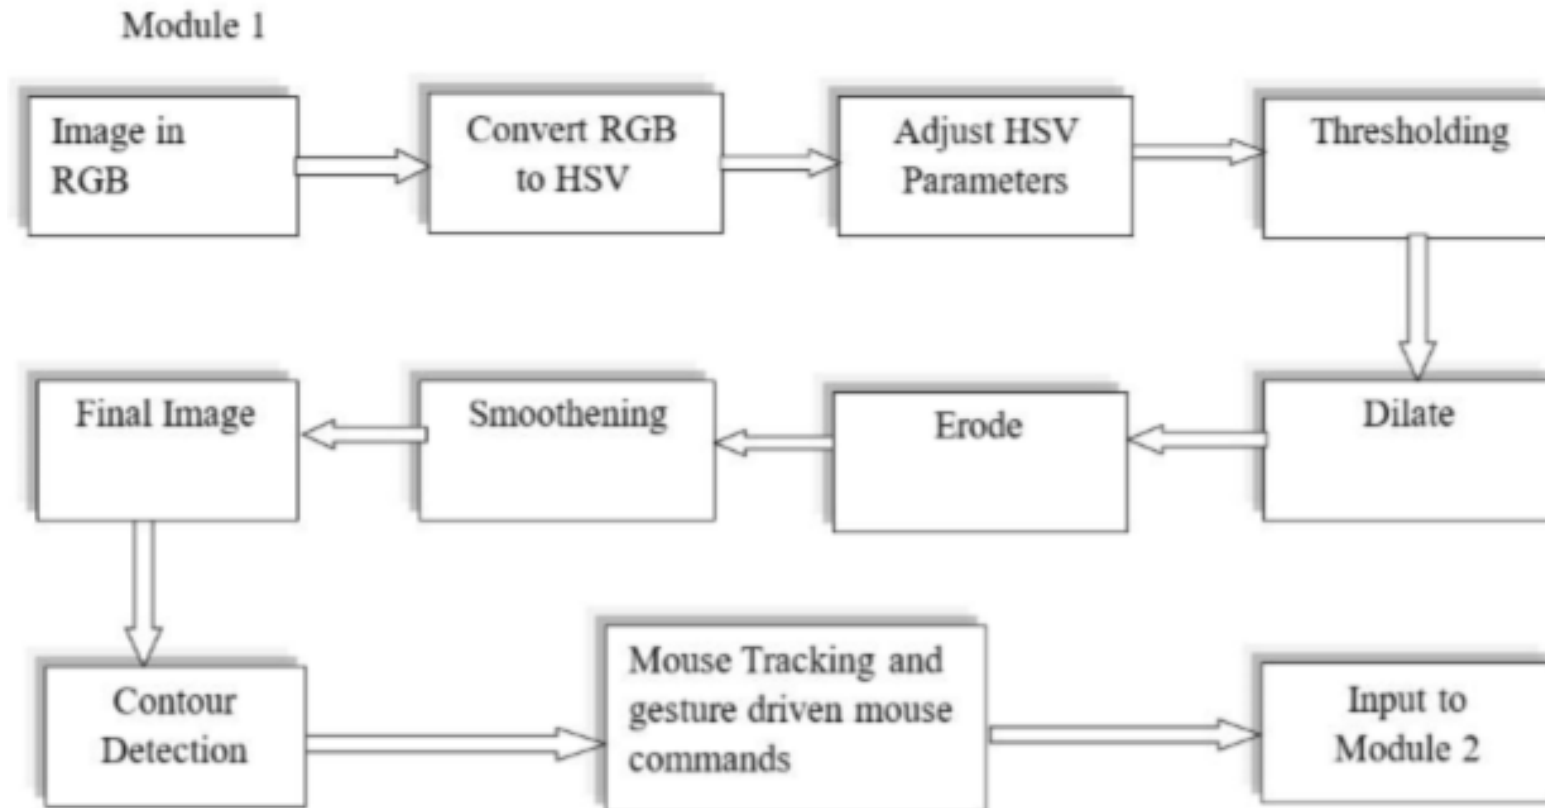 Module 1
Image in
RGB
Convert RGB
to HSV
Adjust HSV
Parameters
Thresholding
Final Image
Smoothening
Erode
Dilate
Contour
Detection
Mouse Tracking and
gesture driven mouse
commands
Input to
Module 2